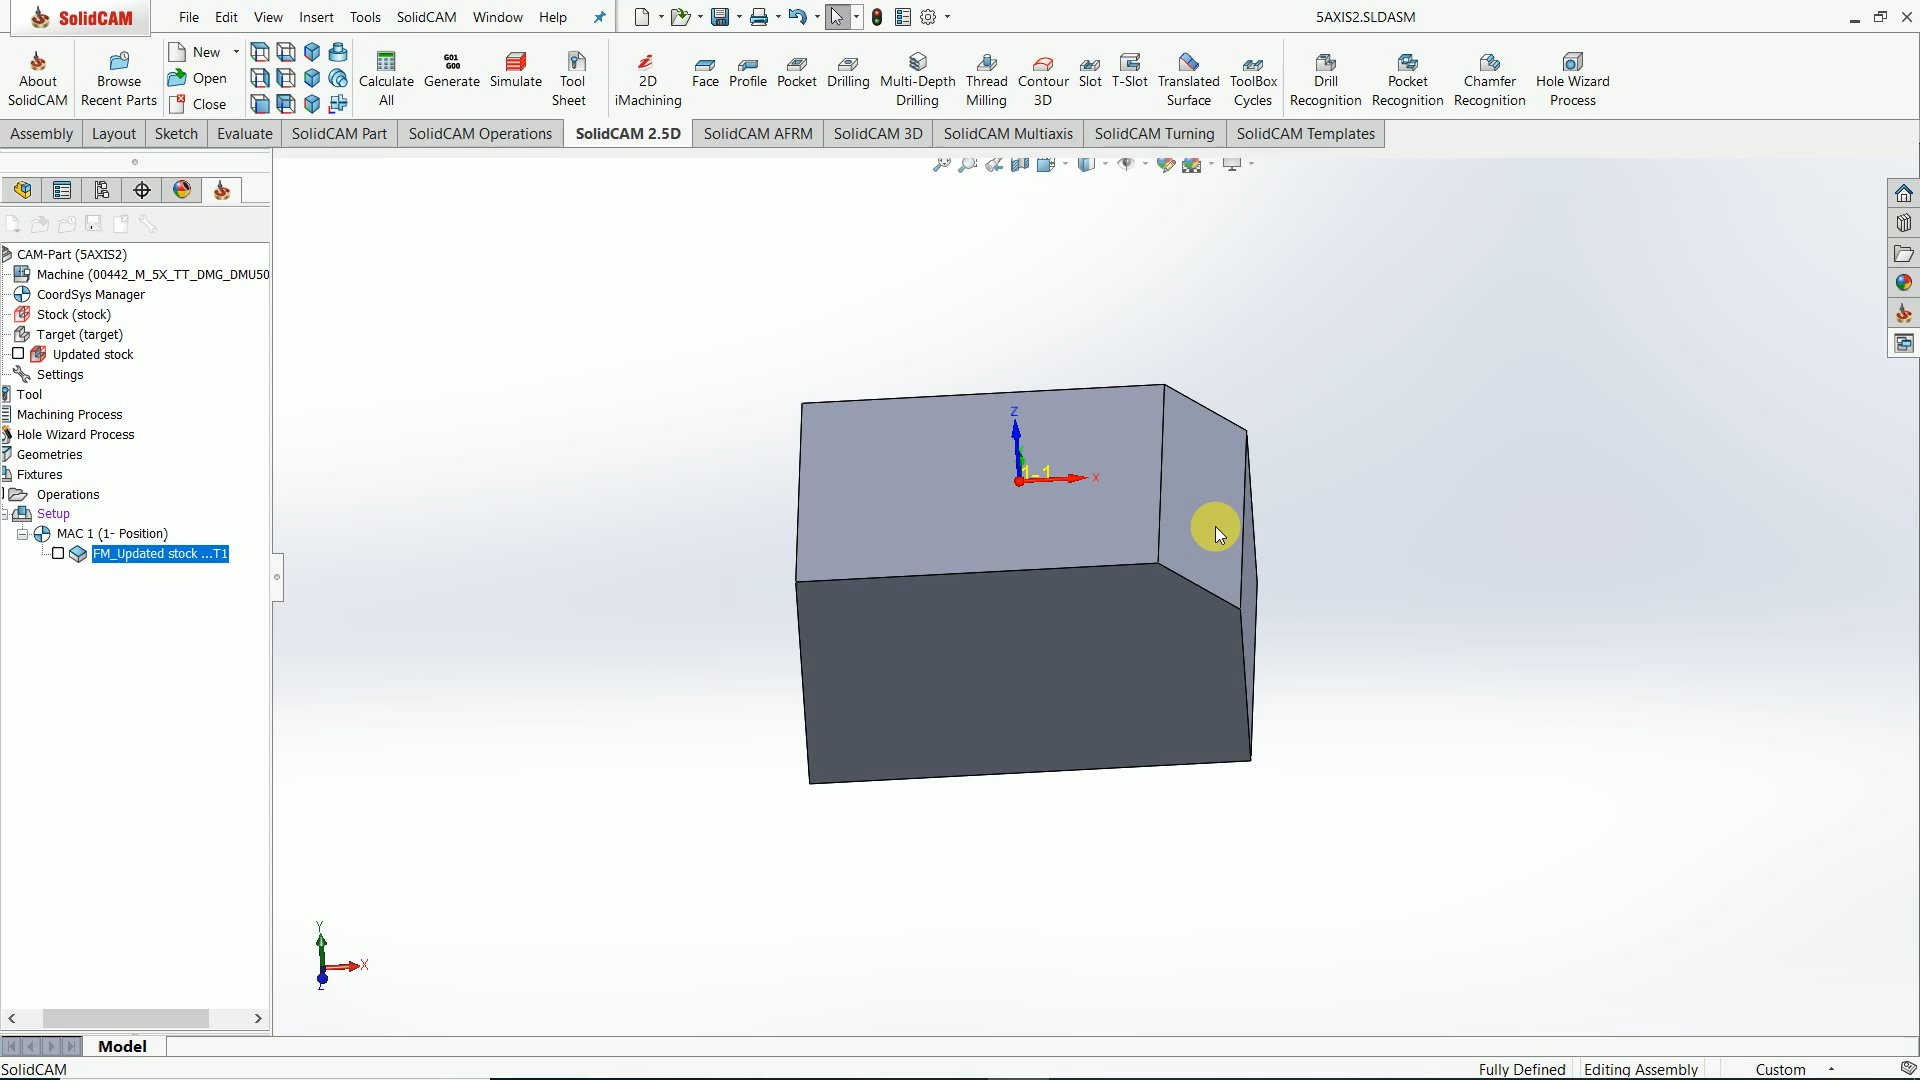 SolidCAM File Edit View Insert Tools SolidCAM Window Help 5AXIS2.SLDASM
About SolidCAM
Browse Recent Parts
New
Open
Close
Calculate All
G01 G00 Generate
Simulate
Tool Sheet
2D iMachining
Face
Profile
Pocket
Drilling
Multi-Depth Drilling
Thread Milling
Contour 3D
Slot
T-Slot
Translated Surface
ToolBox Cycles
Drill Recognition
Pocket Recognition
Chamfer Recognition
Hole Wizard Process
Assembly Layout Sketch Evaluate SolidCAM Part SolidCAM Operations SolidCAM 2.5D SolidCAM AFRM SolidCAM 3D SolidCAM Multiaxis SolidCAM Turning SolidCAM Templates
CAM-Part (5AXIS2)
Machine (00442_M_5X_TT_DMG_DMU50
CoordSys Manager
Stock (stock)
Target (target)
Updated stock
Settings
Tool
Machining Process
Hole Wizard Process
Geometries
Fixtures
Operations
Setup
MAC 1 (1- Position)
FM_Updated stock ...T1
Z
1-1
X
Y
X
Z
Model
SolidCAM Fully Defined Editing Assembly Custom